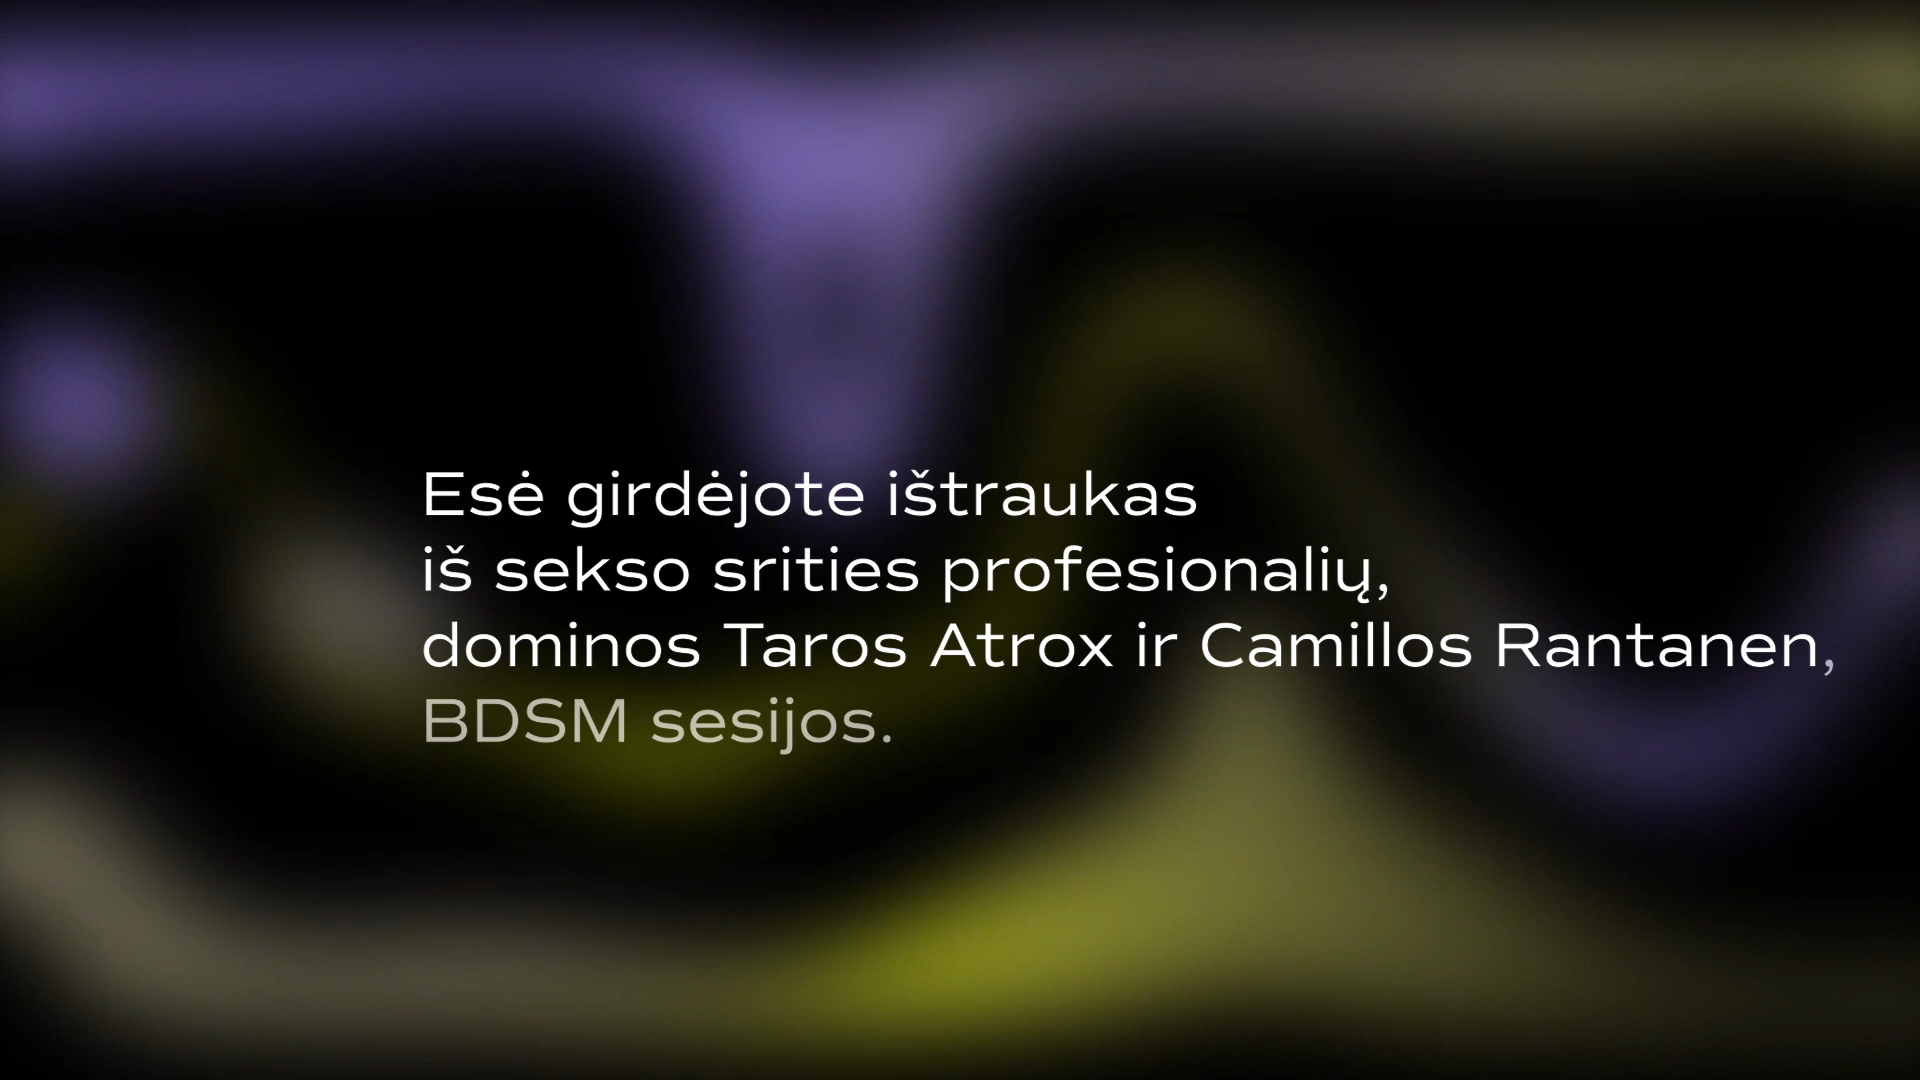 Esė girdėjote ištraukas
iš sekso srities profesionalių,
dominos Taros Atrox ir Camillos Rantanen,
BDSM sesijos.